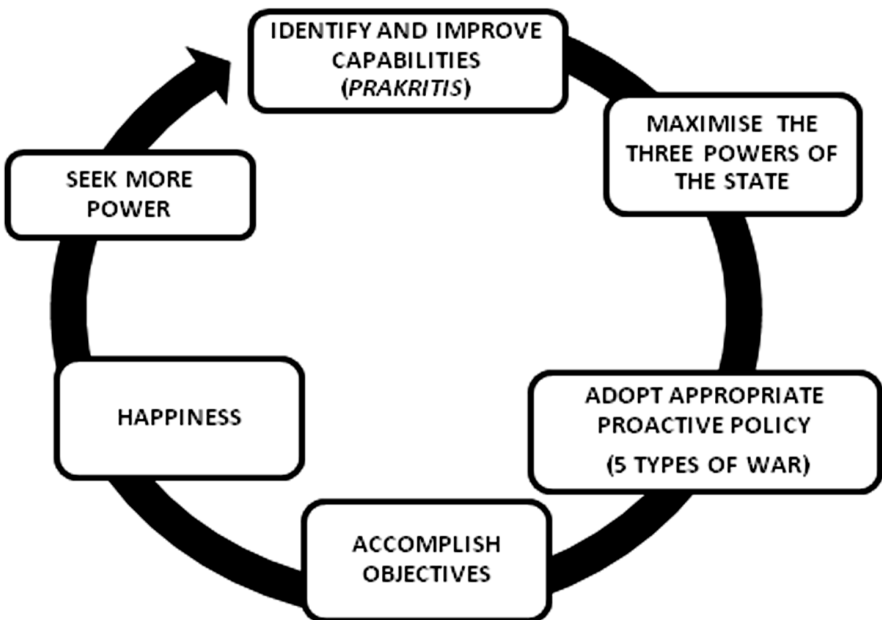 IDENTIFY AND IMPROVE
CAPABILITIES
(PRAKRITIS)
MAXIMISE THE
THREE POWERS OF
THE STATE
ADOPT APPROPRIATE
PROACTIVE POLICY
(5 TYPES OF WAR)
ACCOMPLISH
OBJECTIVES
HAPPINESS
SEEK MORE
POWER